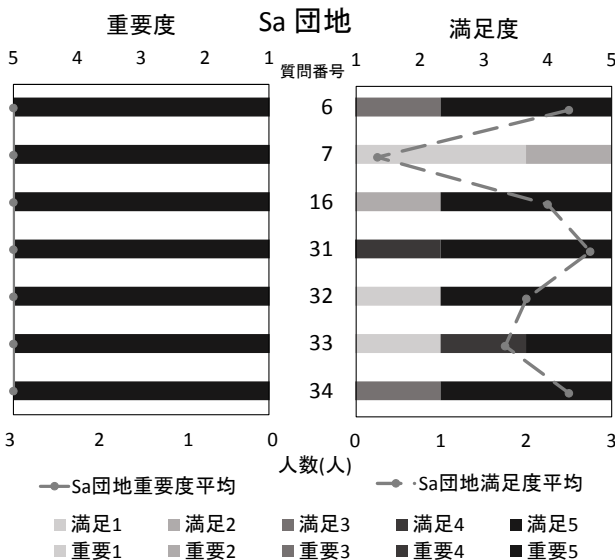 重要度 Sa 団地 満足度
5 4 3 2 1 質問番号 1 2 3 4 5
6
7
16
31
32
33
34
3 2 1 0 0 1 2 3
人数(人)
Sa団地重要度平均 Sa団地満足度平均
満足1 満足2 満足3 満足4 満足5
重要1 重要2 重要3 重要4 重要5